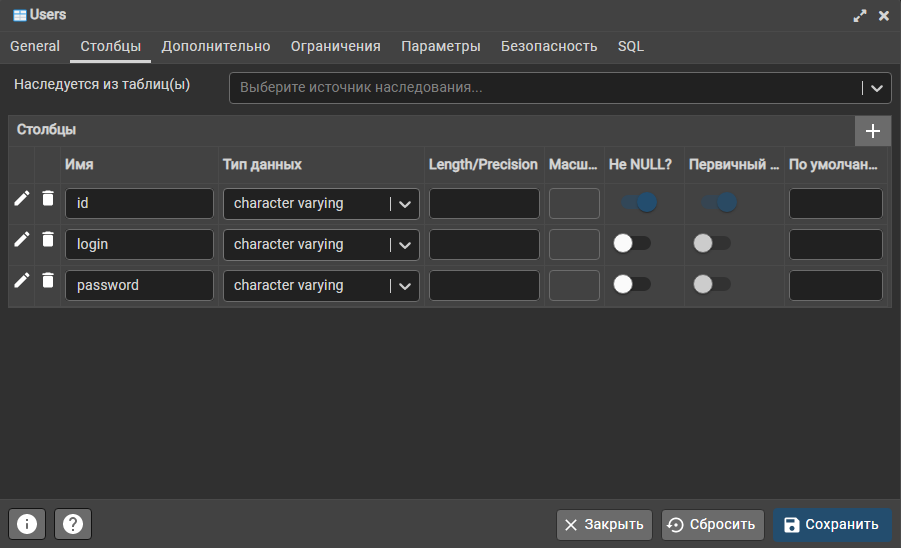 Users
General Столбцы Дополнительно Ограничения Параметры Безопасность SQL
Наследуется из таблиц(ы) Выберите источник наследования...
Столбцы
Имя Тип данных Length/Precision Масш... Не NULL? Первичный ... По умолчан...
id character varying
login character varying
password character varying
Закрыть Сбросить Сохранить